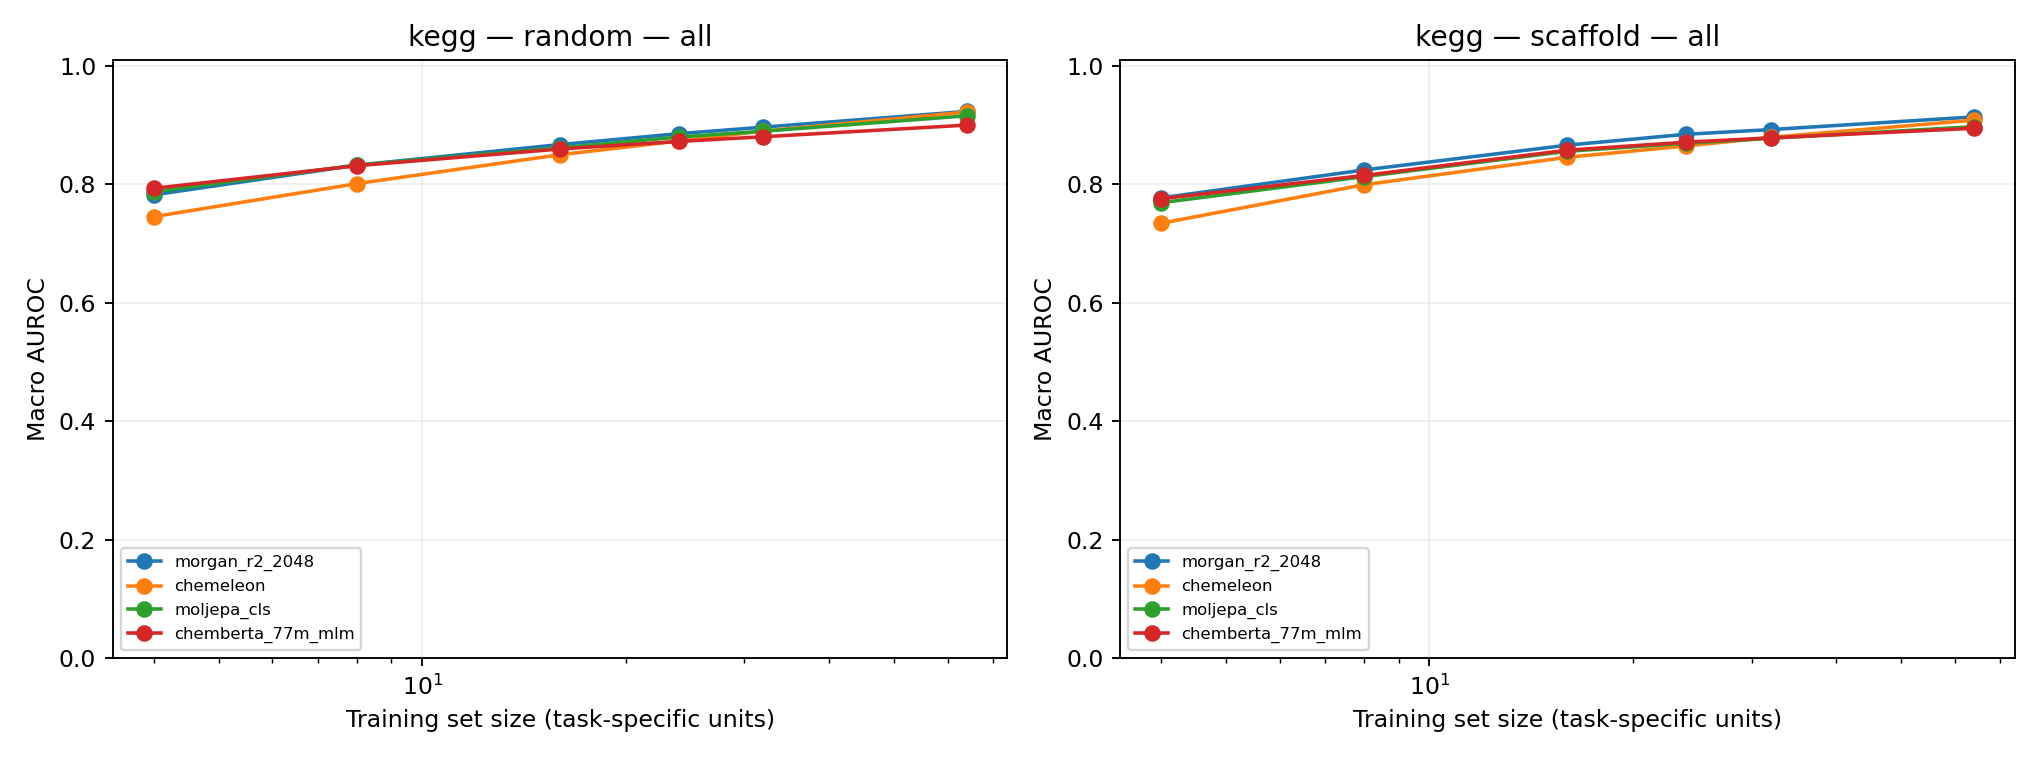 kegg — random — all
1.0
0.8
0.6
0.4
0.2
0.0
Macro AUROC
morgan_r2_2048
chemeleon
moljepa_cls
chemberta_77m_mlm
10¹
Training set size (task-specific units)
kegg — scaffold — all
1.0
0.8
0.6
0.4
0.2
0.0
Macro AUROC
morgan_r2_2048
chemeleon
moljepa_cls
chemberta_77m_mlm
10¹
Training set size (task-specific units)